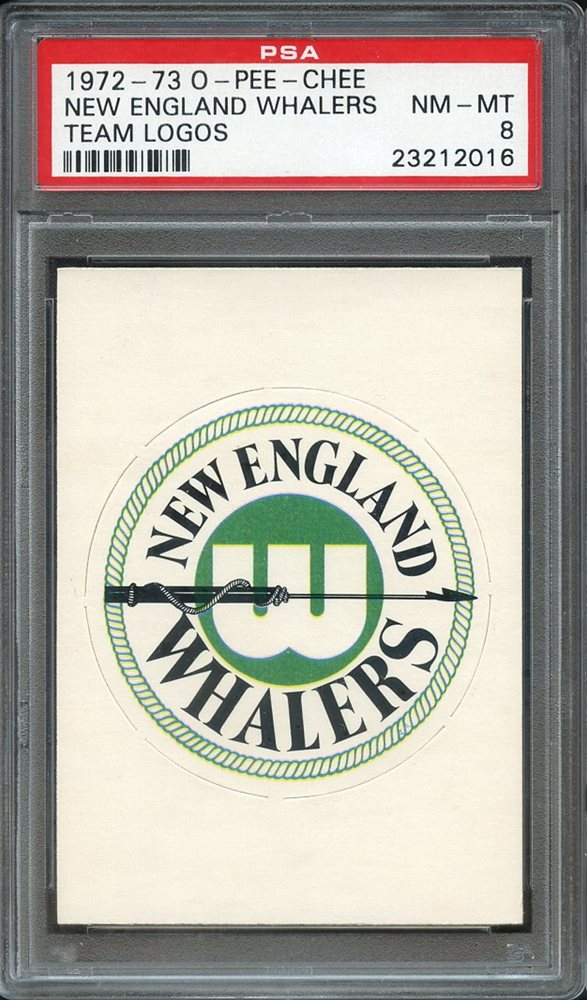 PSA
1972-73 O-PEE-CHEE
NEW ENGLAND WHALERS NM-MT
TEAM LOGOS 8
23212016
NEW ENGLAND
W
WHALERS